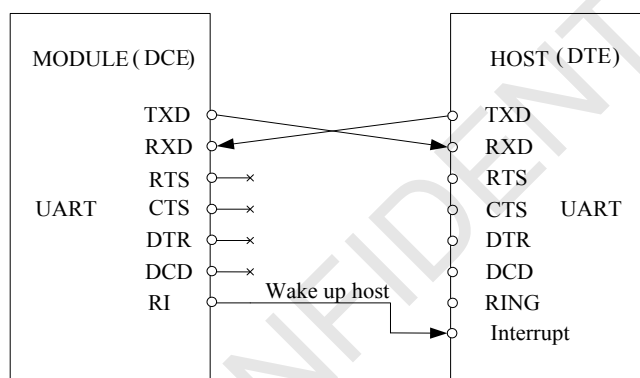 MODULE(DCE)
HOST(DTE)
TXD
TXD
RXD
RXD
RTS
RTS
UART
CTS
CTS
UART
DTR
DTR
DCD
DCD
Wake up host
RI
RING
Interrupt